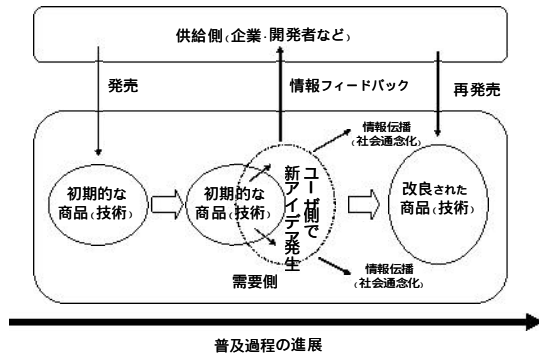 供給側（企業・開発者など）
発売
情報フィードバック
再発売
情報伝播
（社会通念化）
初期的な
商品（技術）
初期的な
商品（技術）
ユーザ側で
新アイデア発生
改良された
商品（技術）
情報伝播
（社会通念化）
需要側
普及過程の進展